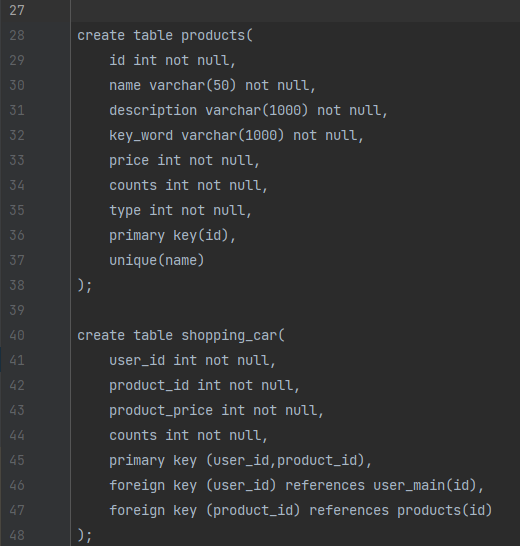 27
28 create table products(
29     id int not null,
30     name varchar(50) not null,
31     description varchar(1000) not null,
32     key_word varchar(1000) not null,
33     price int not null,
34     counts int not null,
35     type int not null,
36     primary key(id),
37     unique(name)
38 );
39
40 create table shopping_car(
41     user_id int not null,
42     product_id int not null,
43     product_price int not null,
44     counts int not null,
45     primary key (user_id,product_id),
46     foreign key (user_id) references user_main(id),
47     foreign key (product_id) references products(id)
48 );